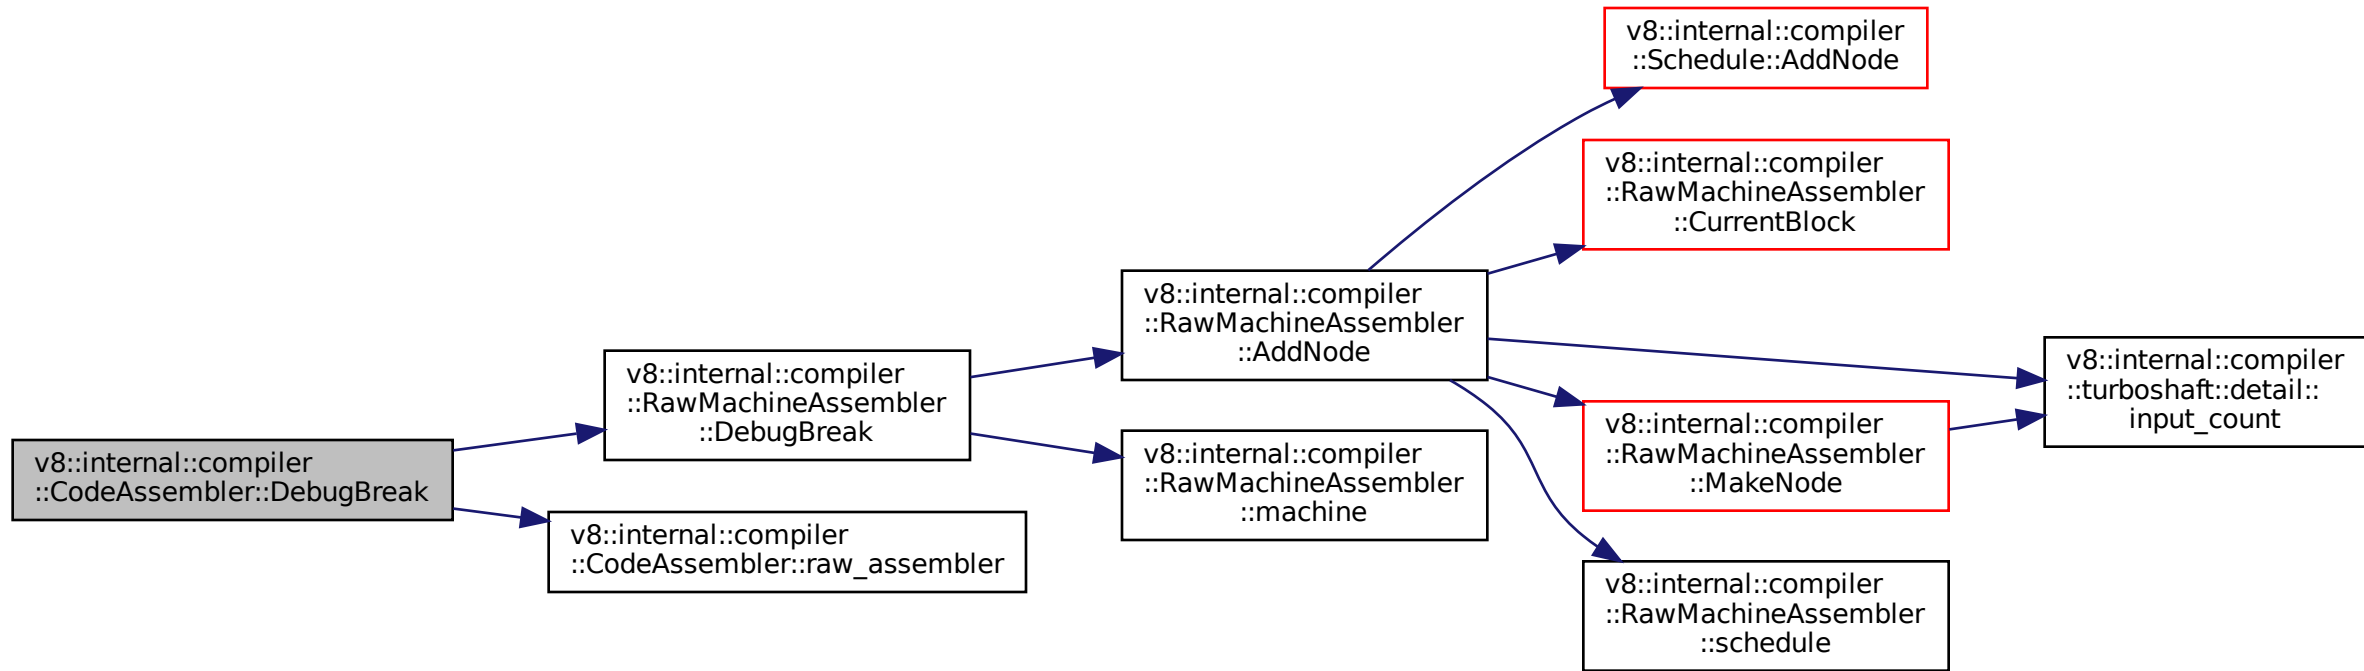 v8::internal::compiler
::Schedule::AddNode
v8::internal::compiler
::RawMachineAssembler
::CurrentBlock
v8::internal::compiler
::RawMachineAssembler
::AddNode
v8::internal::compiler
::turboshaft::detail::
input_count
v8::internal::compiler
::RawMachineAssembler
::DebugBreak
v8::internal::compiler
::RawMachineAssembler
::MakeNode
v8::internal::compiler
::CodeAssembler::DebugBreak
v8::internal::compiler
::RawMachineAssembler
::machine
v8::internal::compiler
::CodeAssembler::raw_assembler
v8::internal::compiler
::RawMachineAssembler
::schedule